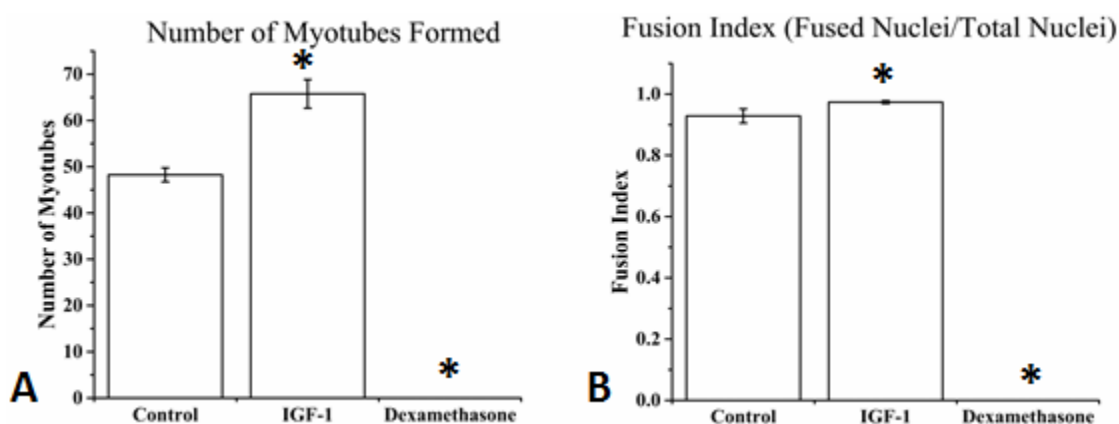 Number of Myotubes Formed
*
70
60
50
40
30
20
10
0
Number of Myotubes
*
A
Control IGF-1 Dexamethasone
Fusion Index (Fused Nuclei/Total Nuclei)
*
1.0
0.8
0.6
0.4
0.2
0.0
Fusion Index
*
B
Control IGF-1 Dexamethasone